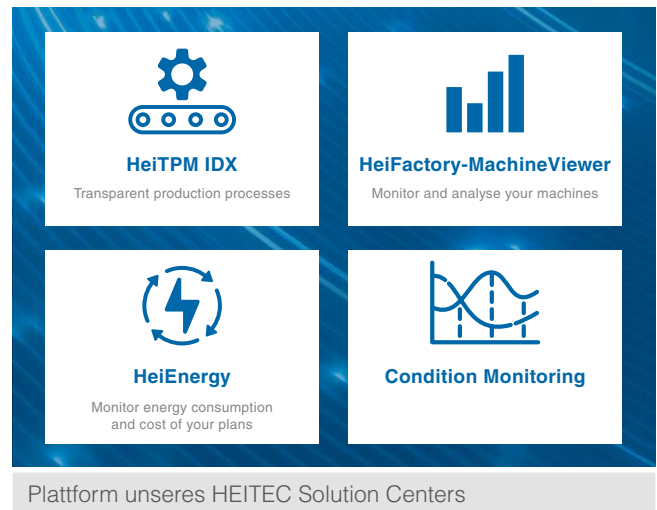 HeiTPM IDX
Transparent production processes
HeiFactory-MachineViewer
Monitor and analyse your machines
HeiEnergy
Monitor energy consumption
and cost of your plans
Condition Monitoring
Plattform unseres HEITEC Solution Centers